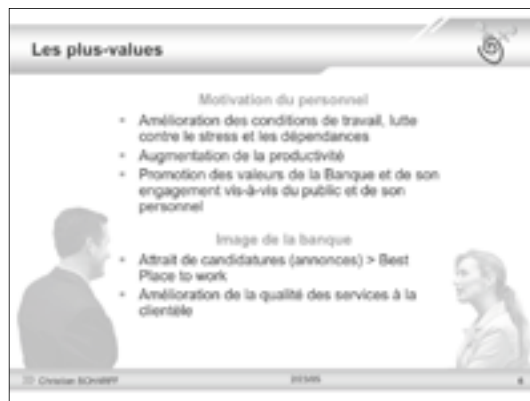 Les plus-values
Motivation du personnel
Amélioration des conditions de travail, lutte
contre le stress et les dépendances
Augmentation de la productivité
Promotion des valeurs de la Banque et de son
engagement vis-à-vis du public et de son
personnel
Image de la banque
Attrait de candidatures (annonces) > Best
Place to work
Amélioration de la qualité des services à la
clientèle
Christian